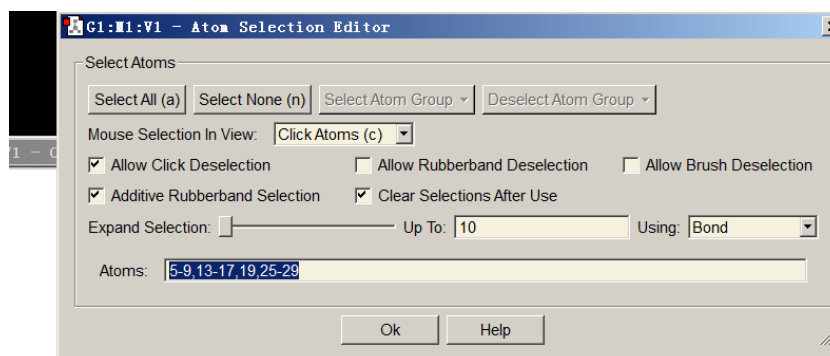 G1:M1:V1 - Atom Selection Editor
Select Atoms
Select All (a) Select None (n) Select Atom Group Deselect Atom Group
Mouse Selection In View: Click Atoms (c)
Allow Click Deselection Allow Rubberband Deselection Allow Brush Deselection
Additive Rubberband Selection Clear Selections After Use
Expand Selection: Up To: 10 Using: Bond
Atoms: 5-9,13-17,19,25-29
Ok Help